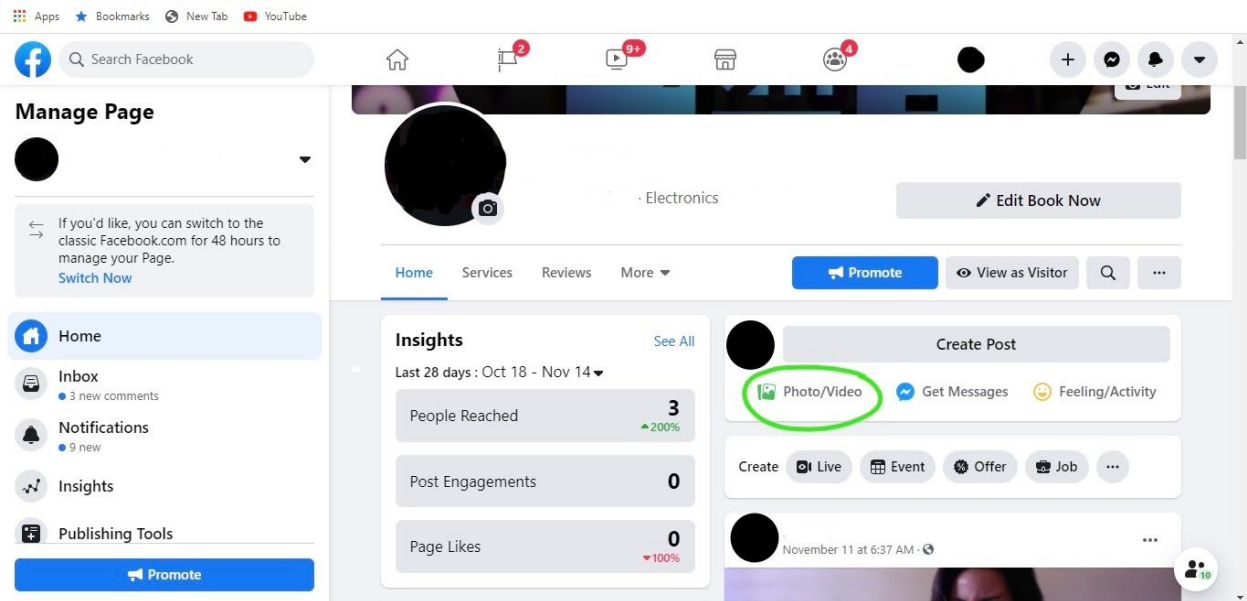 Apps Bookmarks New Tab YouTube
Search Facebook
2
9+
4
Manage Page
If you'd like, you can switch to the
classic Facebook.com for 48 hours to
manage your Page.
Switch Now
Home
Inbox
3 new comments
Notifications
9 new
Insights
Publishing Tools
Promote
Edit
· Electronics
Edit Book Now
Home Services Reviews More
Promote
View as Visitor
Insights
See All
Last 28 days : Oct 18 - Nov 14
People Reached
3
200%
Post Engagements
0
Page Likes
0
100%
Create Post
Photo/Video Get Messages Feeling/Activity
Create Live Event Offer Job
November 11 at 6:37 AM ·
10